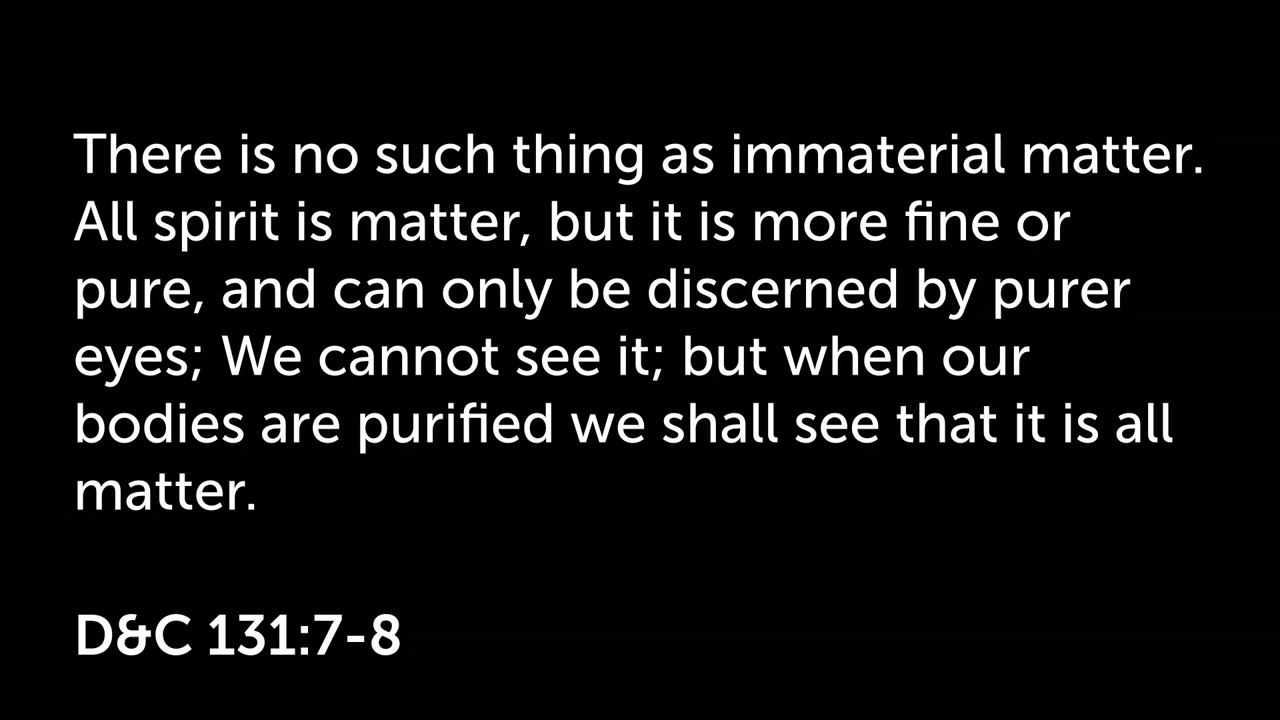 There is no such thing as immaterial matter.
All spirit is matter, but it is more fine or
pure, and can only be discerned by purer
eyes; We cannot see it; but when our
bodies are purified we shall see that it is all
matter.
D&C 131:7-8